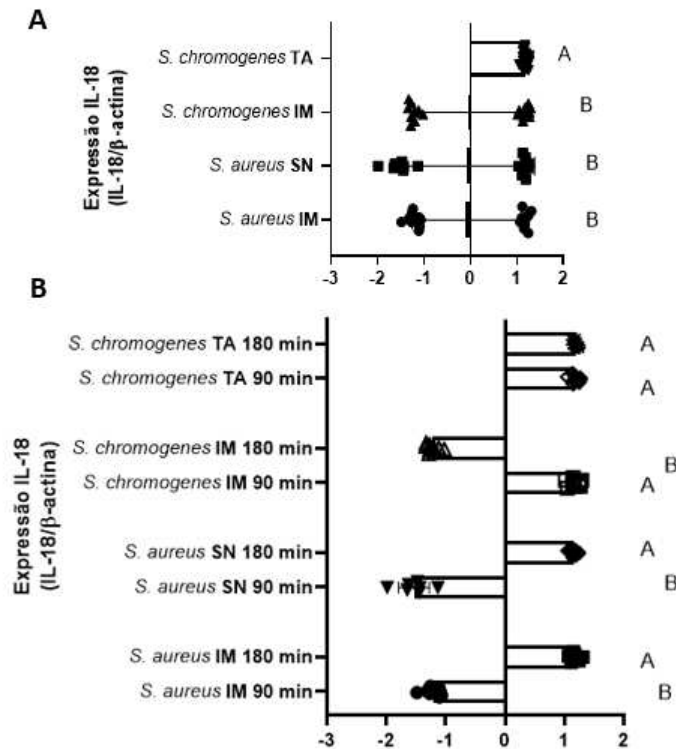 A
Expressão IL-18
(IL-18/β-actina)
S. chromogenes TA
A
S. chromogenes IM
B
S. aureus SN
B
S. aureus IM
B
-3 -2 -1 0 1 2
B
Expressão IL-18
(IL-18/β-actina)
S. chromogenes TA 180 min
A
S. chromogenes TA 90 min
A
S. chromogenes IM 180 min
B
S. chromogenes IM 90 min
A
S. aureus SN 180 min
A
S. aureus SN 90 min
B
S. aureus IM 180 min
A
S. aureus IM 90 min
B
-3 -2 -1 0 1 2